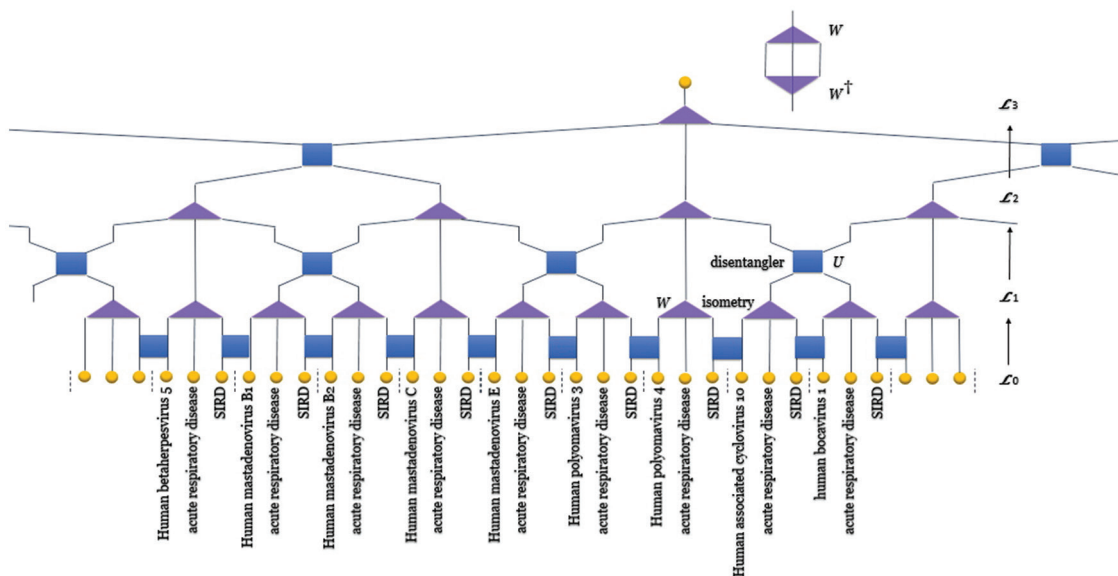 W
W†
ℒ3
ℒ2
disentangler
U
W
isometry
ℒ1
ℒ0
Human betaherpesvirus 5
acute respiratory disease
SIRD
Human mastadenovirus B1
acute respiratory disease
SIRD
Human mastadenovirus B2
acute respiratory disease
SIRD
Human mastadenovirus C
acute respiratory disease
SIRD
Human mastadenovirus E
acute respiratory disease
SIRD
Human polyomavirus 3
acute respiratory disease
SIRD
Human polyomavirus 4
acute respiratory disease
SIRD
Human associated cyclovirus 10
acute respiratory disease
SIRD
human bocavirus 1
acute respiratory disease
SIRD